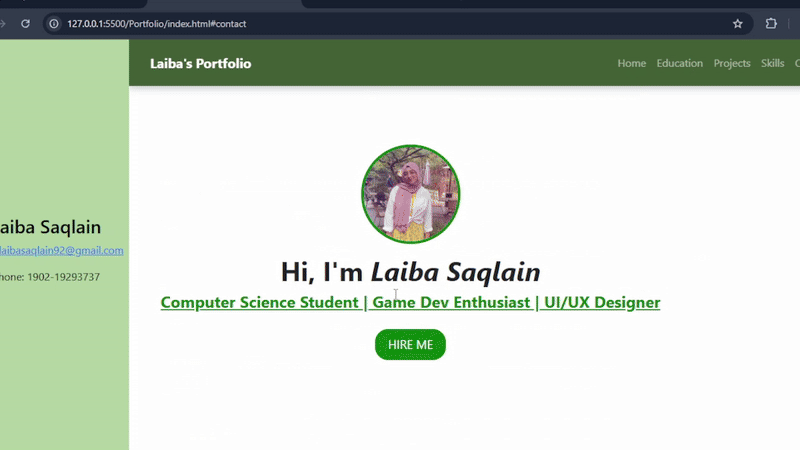 127.0.0.1:5500/Portfolio/index.html#contact
Laiba's Portfolio
Home Education Projects Skills
aiba Saqlain
laibasaqlain92@gmail.com
hone: 1902-19293737
Hi, I'm Laiba Saqlain
Computer Science Student | Game Dev Enthusiast | UI/UX Designer
HIRE ME